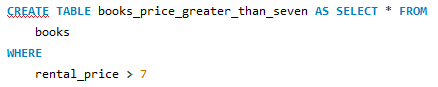 CREATE TABLE books_price_greater_than_seven AS SELECT * FROM
books
WHERE
rental_price > 7